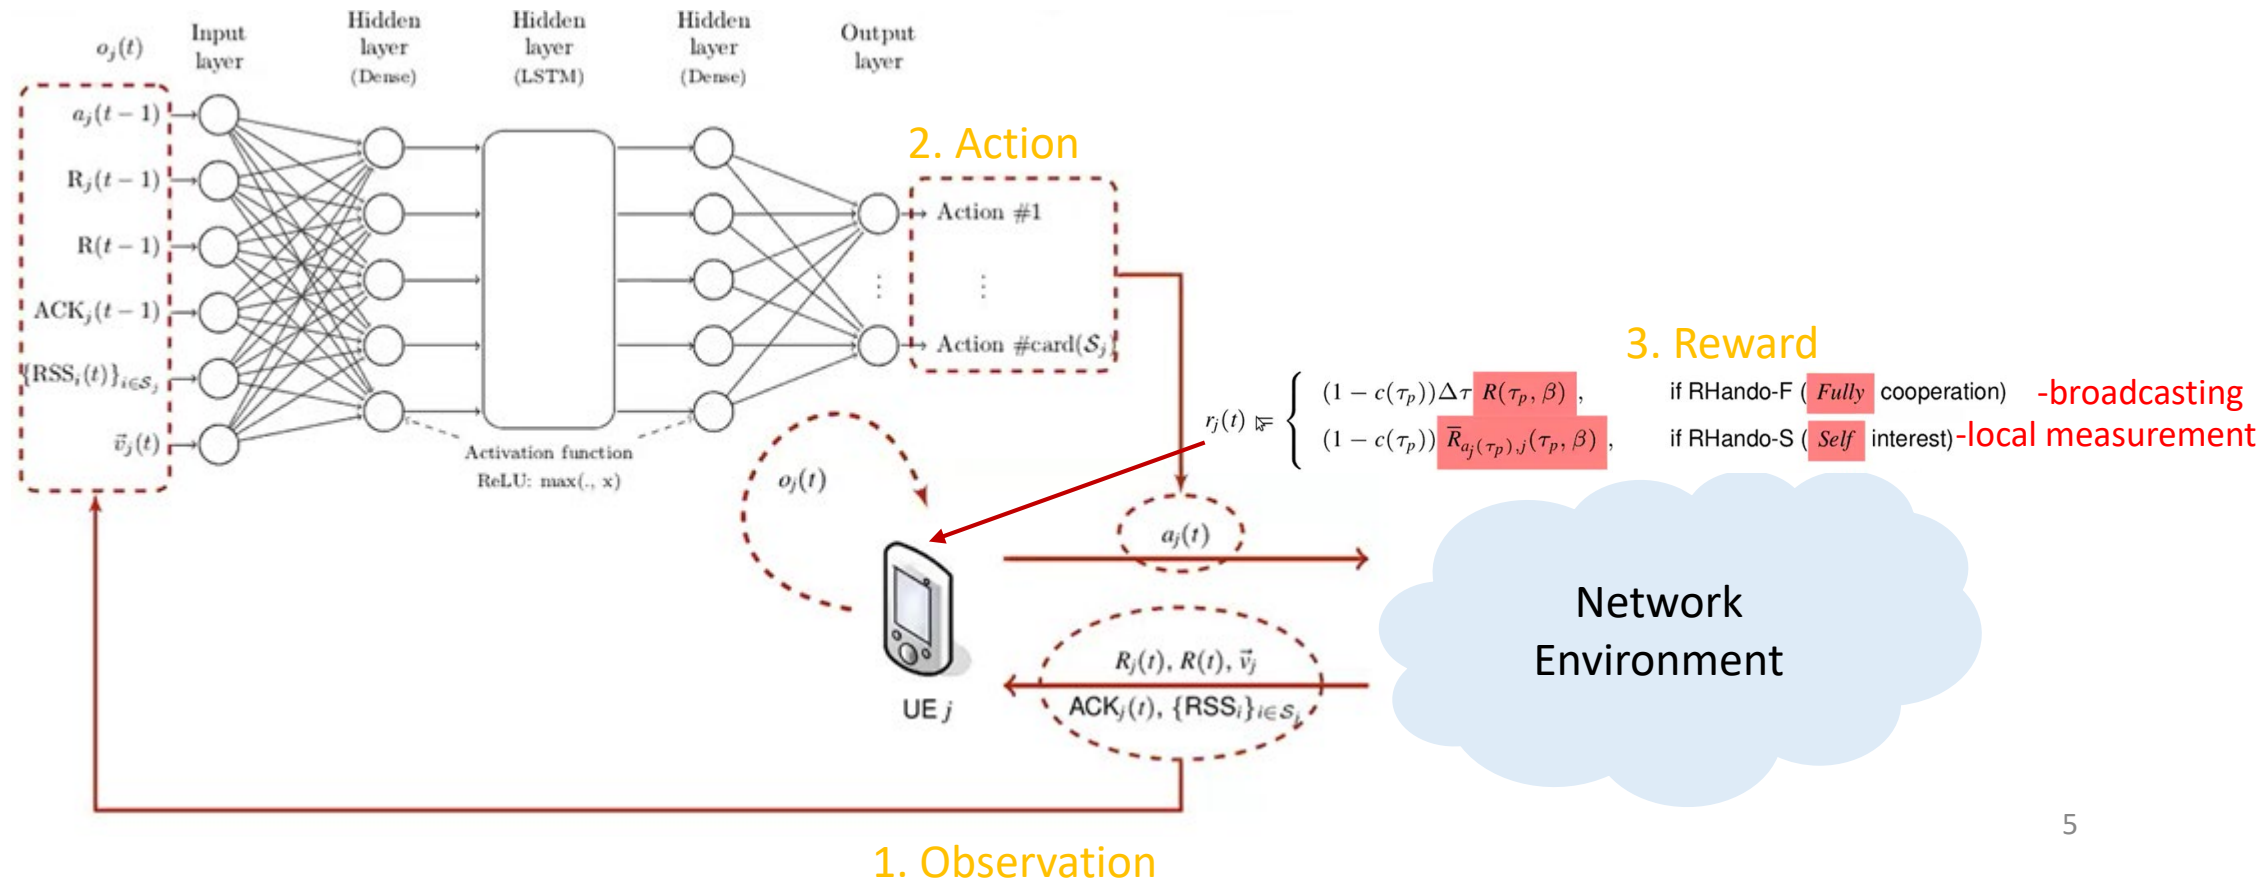 o_j(t)
Input
layer
Hidden
layer
(Dense)
Hidden
layer
(LSTM)
Hidden
layer
(Dense)
Output
layer
a_j(t − 1)
R_j(t − 1)
R(t − 1)
ACK_j(t − 1)
{RSS_i(t)}_{i∈𝒮_j}
v⃗_j(t)
Activation function
ReLU: max(., x)
2. Action
Action #1
⋮
⋮
Action #card(𝒮_j)
3. Reward
r_j(t) = { (1 − c(τ_p))Δτ R(τ_p, β) , if RHando-F ( Fully cooperation) -broadcasting
(1 − c(τ_p)) R̅_{a_j(τ_p),j}(τ_p, β) , if RHando-S ( Self interest) -local measurement
o_j(t)
a_j(t)
UE j
R_j(t), R(t), v⃗_j
ACK_j(t), {RSS_i}_{i∈𝒮_j}
Network
Environment
1. Observation
5